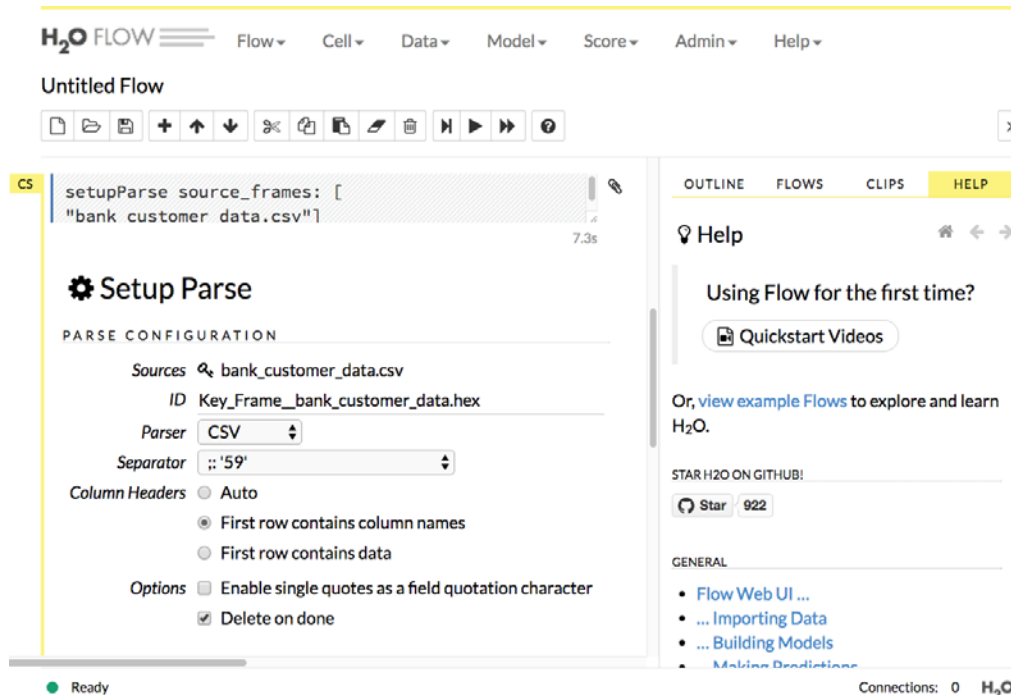 H2O FLOW
Flow Cell Data Model Score Admin Help
Untitled Flow
CS
setupParse source_frames: [
"bank_customer_data.csv"]
7.3s
Setup Parse
PARSE CONFIGURATION
Sources bank_customer_data.csv
ID Key_Frame__bank_customer_data.hex
Parser CSV
Separator ;: '59'
Column Headers Auto
First row contains column names
First row contains data
Options Enable single quotes as a field quotation character
Delete on done
OUTLINE FLOWS CLIPS HELP
Help
Using Flow for the first time?
Quickstart Videos
Or, view example Flows to explore and learn
H2O.
STAR H2O ON GITHUB!
Star 922
GENERAL
• Flow Web UI ...
• ... Importing Data
• ... Building Models
• ... Making Predictions
Ready
Connections: 0 H2O